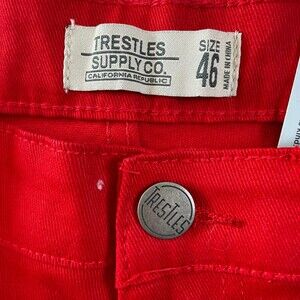 TRESTLES
SUPPLY CO.
CALIFORNIA REPUBLIC
SIZE
46
MADE IN CHINA
TRESTLES